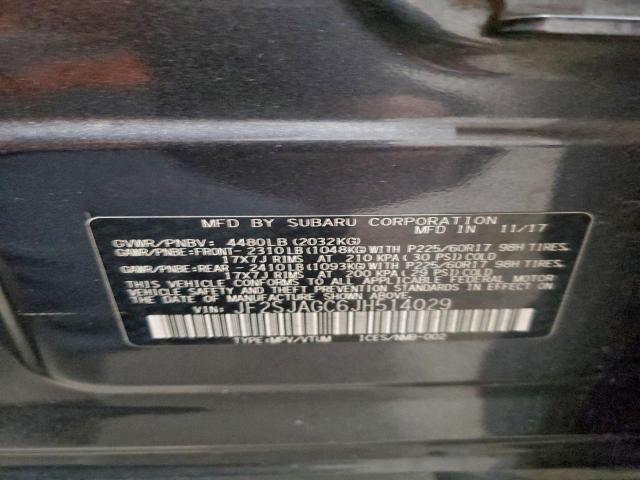 MFD BY SUBARU CORPORATION
MFD IN 11/17
GVWR/PNBV: 4480LB(2032KG)
GAWR/PNBE:FRONT-2310LB(1048KG)WITH P225/60R17 98H TIRES,
17X7J RIMS AT 210 KPA(30 PSI)COLD
GAWR/PNBE:REAR -2410LB(1093KG)WITH P225/60R17 98H TIRES,
17X7J RIMS AT 200 KPA(29 PSI)COLD
THIS VEHICLE CONFORMS TO ALL APPLICABLE FEDERAL MOTOR
VEHICLE SAFETY AND THEFT PREVENTION STANDARDS IN EFFECT
ON THE DATE OF MANUFACTURE SHOWN ABOVE.
VIN: JF2SJAGC6JH514029
TYPE:MPV/VTUM ICES/NMB-002